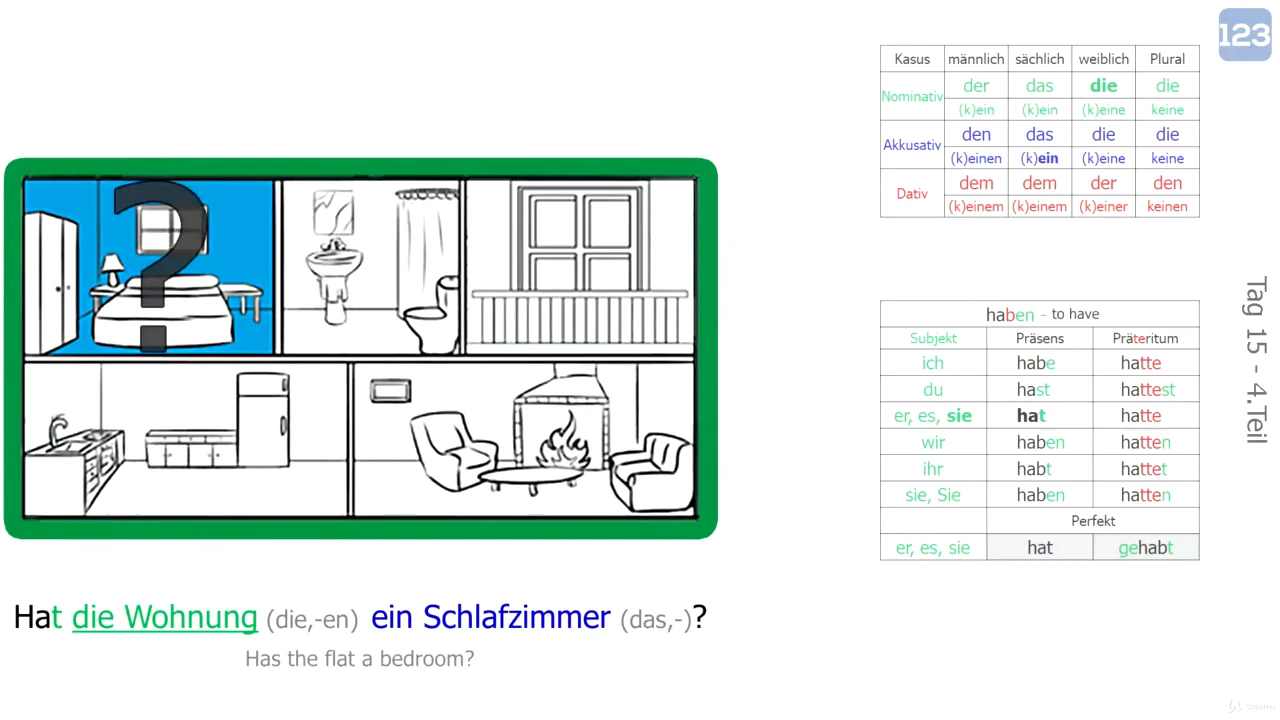 123
Kasus männlich sächlich weiblich Plural
Nominativ der das die die
(k)ein (k)ein (k)eine keine
Akkusativ den das die die
(k)einen (k)ein (k)eine keine
Dativ dem dem der den
(k)einem (k)einem (k)einer keinen
?
haben - to have
Subjekt Präsens Präteritum
ich habe hatte
du hast hattest
er, es, sie hat hatte
wir haben hatten
ihr habt hattet
sie, Sie haben hatten
Perfekt
er, es, sie hat gehabt
Tag 15 - 4.Teil
Hat die Wohnung (die,-en) ein Schlafzimmer (das,-)?
Has the flat a bedroom?